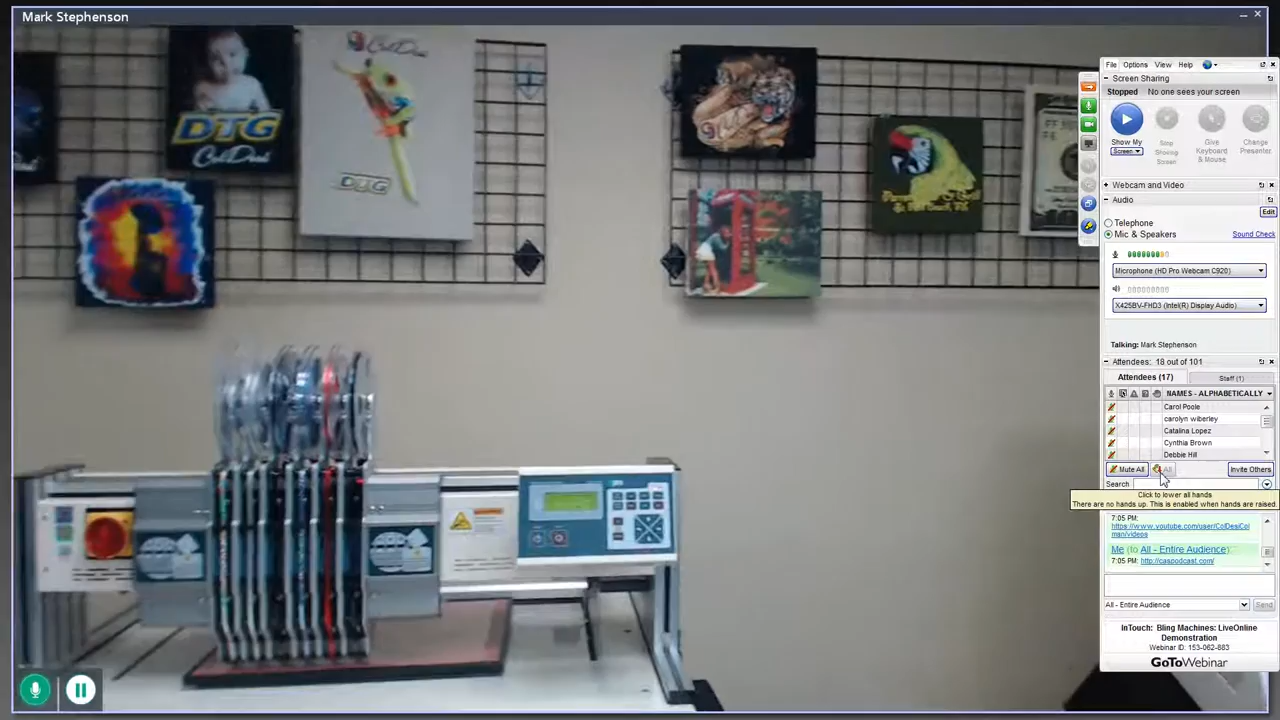 Mark Stephenson
DTG
ColDesi
ColDesi
DTG
File Options View Help
Screen Sharing
Stopped No one sees your screen
Show My
Screen
Stop
Sharing
Screen
Give
Keyboard
& Mouse
Change
Presenter
Webcam and Video
Audio
Edit
Telephone
Mic & Speakers
Sound Check
Microphone (HD Pro Webcam C920)
X425BV-FHD3 (Intel(R) Display Audio)
Talking: Mark Stephenson
Attendees: 18 out of 101
Attendees (17)
Staff (1)
NAMES - ALPHABETICALLY
Carol Poole
carolyn wiberley
Catalina Lopez
Cynthia Brown
Debbie Hill
Mute All
All
Invite Others
Search
Click to lower all hands
There are no hands up. This is enabled when hands are raised.
7:05 PM:
https://www.youtube.com/user/ColDesiCol
man/videos
Me (to All - Entire Audience):
7:05 PM: http://caspodcast.com/
All - Entire Audience
Send
InTouch: Bling Machines: LiveOnline
Demonstration
Webinar ID: 153-062-883
GoToWebinar